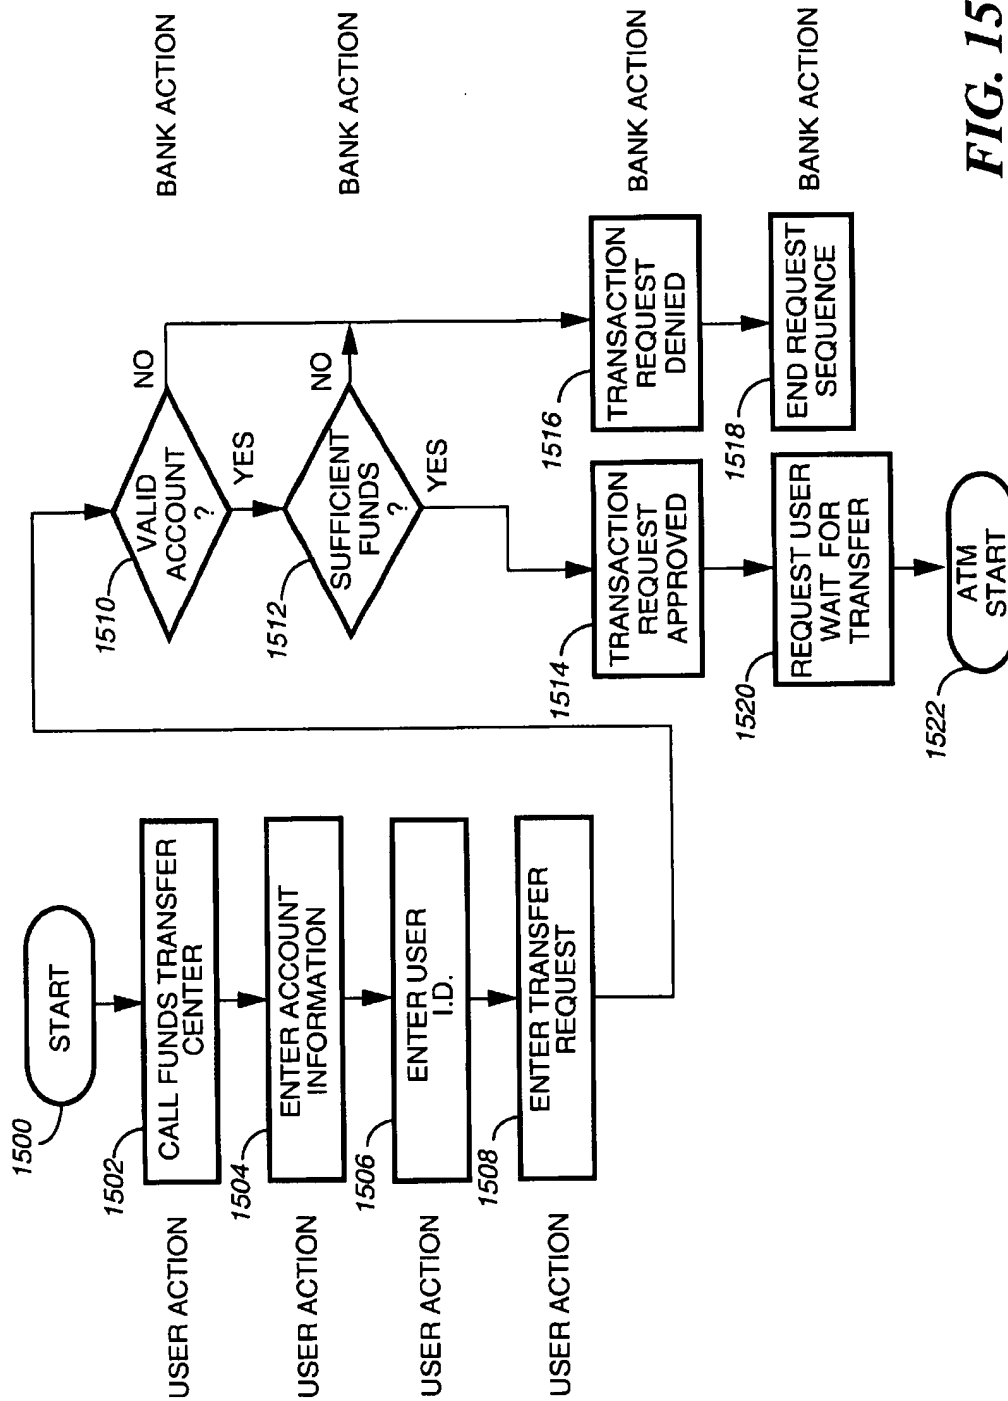 START
1500
USER ACTION
1502
CALL FUNDS TRANSFER
CENTER
USER ACTION
1504
ENTER ACCOUNT
INFORMATION
USER ACTION
1506
ENTER USER
I.D.
USER ACTION
1508
ENTER TRANSFER
REQUEST
1510
VALID
ACCOUNT
?
NO
YES
BANK ACTION
1512
SUFFICIENT
FUNDS
?
NO
YES
BANK ACTION
1514
TRANSACTION
REQUEST
APPROVED
1516
TRANSACTION
REQUEST
DENIED
BANK ACTION
1520
REQUEST USER
WAIT FOR
TRANSFER
1518
END REQUEST
SEQUENCE
BANK ACTION
1522
ATM
START
FIG. 15